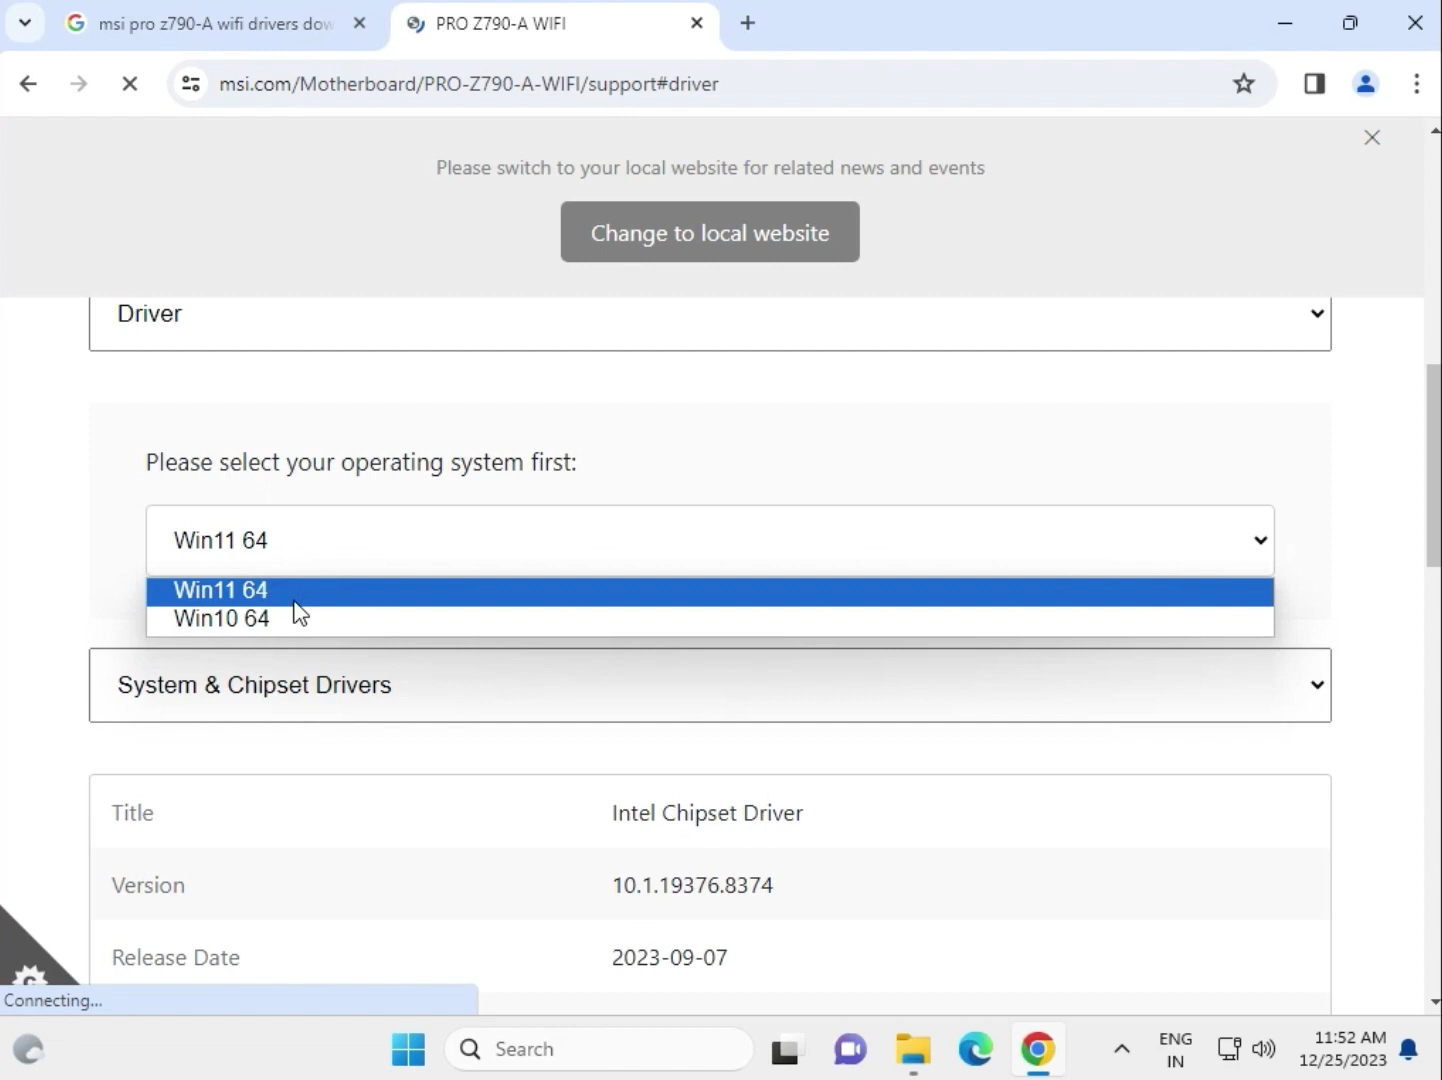 msi pro z790-A wifi drivers dow
PRO Z790-A WIFI
msi.com/Motherboard/PRO-Z790-A-WIFI/support#driver
Please switch to your local website for related news and events
Change to local website
Driver
Please select your operating system first:
Win11 64
Win11 64
Win10 64
System & Chipset Drivers
Title Intel Chipset Driver
Version 10.1.19376.8374
Release Date 2023-09-07
Connecting...
Search
ENG
IN
11:52 AM
12/25/2023